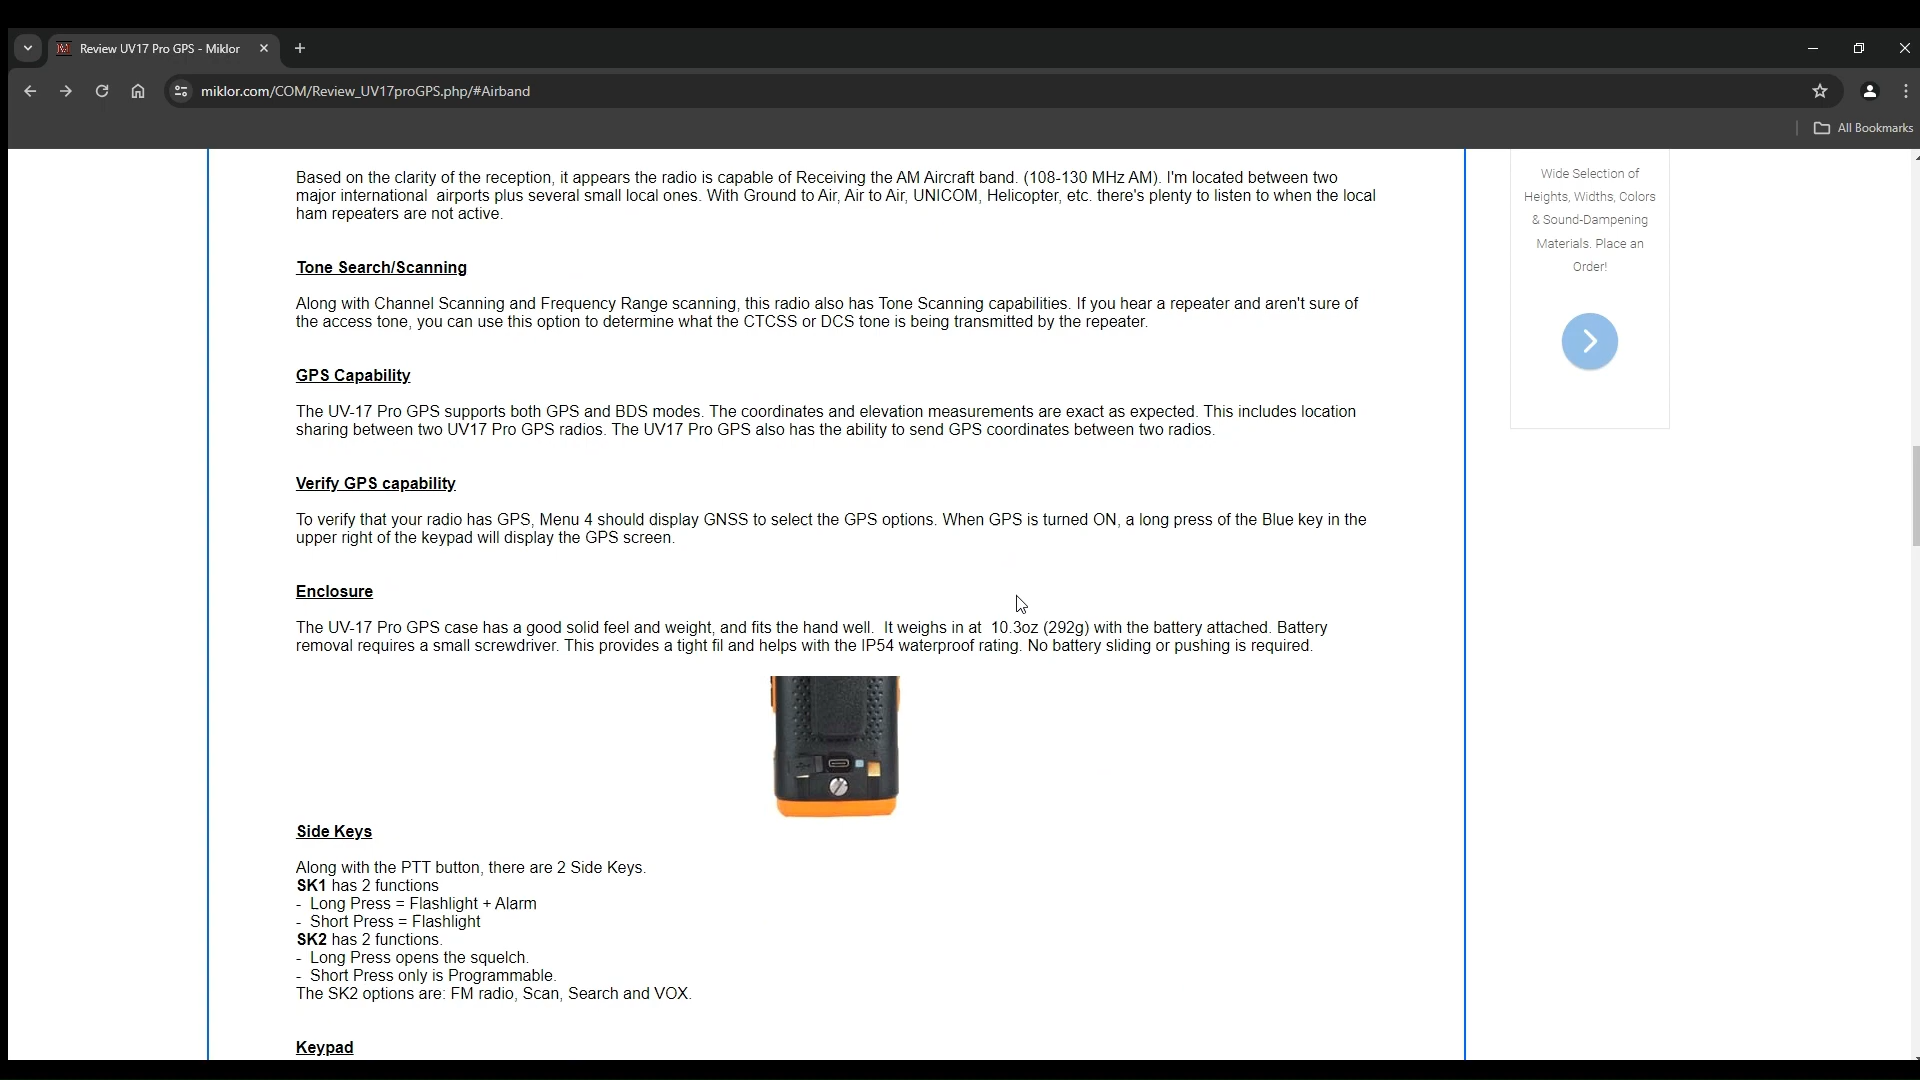 Review UV17 Pro GPS - Miklor
miklor.com/COM/Review_UV17proGPS.php/#Airband
All Bookmarks
Based on the clarity of the reception, it appears the radio is capable of Receiving the AM Aircraft band. (108-130 MHz AM). I'm located between two
major international airports plus several small local ones. With Ground to Air, Air to Air, UNICOM, Helicopter, etc. there's plenty to listen to when the local
ham repeaters are not active.
Tone Search/Scanning
Along with Channel Scanning and Frequency Range scanning, this radio also has Tone Scanning capabilities. If you hear a repeater and aren't sure of
the access tone, you can use this option to determine what the CTCSS or DCS tone is being transmitted by the repeater.
GPS Capability
The UV-17 Pro GPS supports both GPS and BDS modes. The coordinates and elevation measurements are exact as expected. This includes location
sharing between two UV17 Pro GPS radios. The UV17 Pro GPS also has the ability to send GPS coordinates between two radios.
Verify GPS capability
To verify that your radio has GPS, Menu 4 should display GNSS to select the GPS options. When GPS is turned ON, a long press of the Blue key in the
upper right of the keypad will display the GPS screen.
Enclosure
The UV-17 Pro GPS case has a good solid feel and weight, and fits the hand well. It weighs in at 10.3oz (292g) with the battery attached. Battery
removal requires a small screwdriver. This provides a tight fil and helps with the IP54 waterproof rating. No battery sliding or pushing is required.
Side Keys
Along with the PTT button, there are 2 Side Keys.
SK1 has 2 functions
- Long Press = Flashlight + Alarm
- Short Press = Flashlight
SK2 has 2 functions.
- Long Press opens the squelch.
- Short Press only is Programmable.
The SK2 options are: FM radio, Scan, Search and VOX.
Keypad
Wide Selection of
Heights, Widths, Colors
& Sound-Dampening
Materials. Place an
Order!